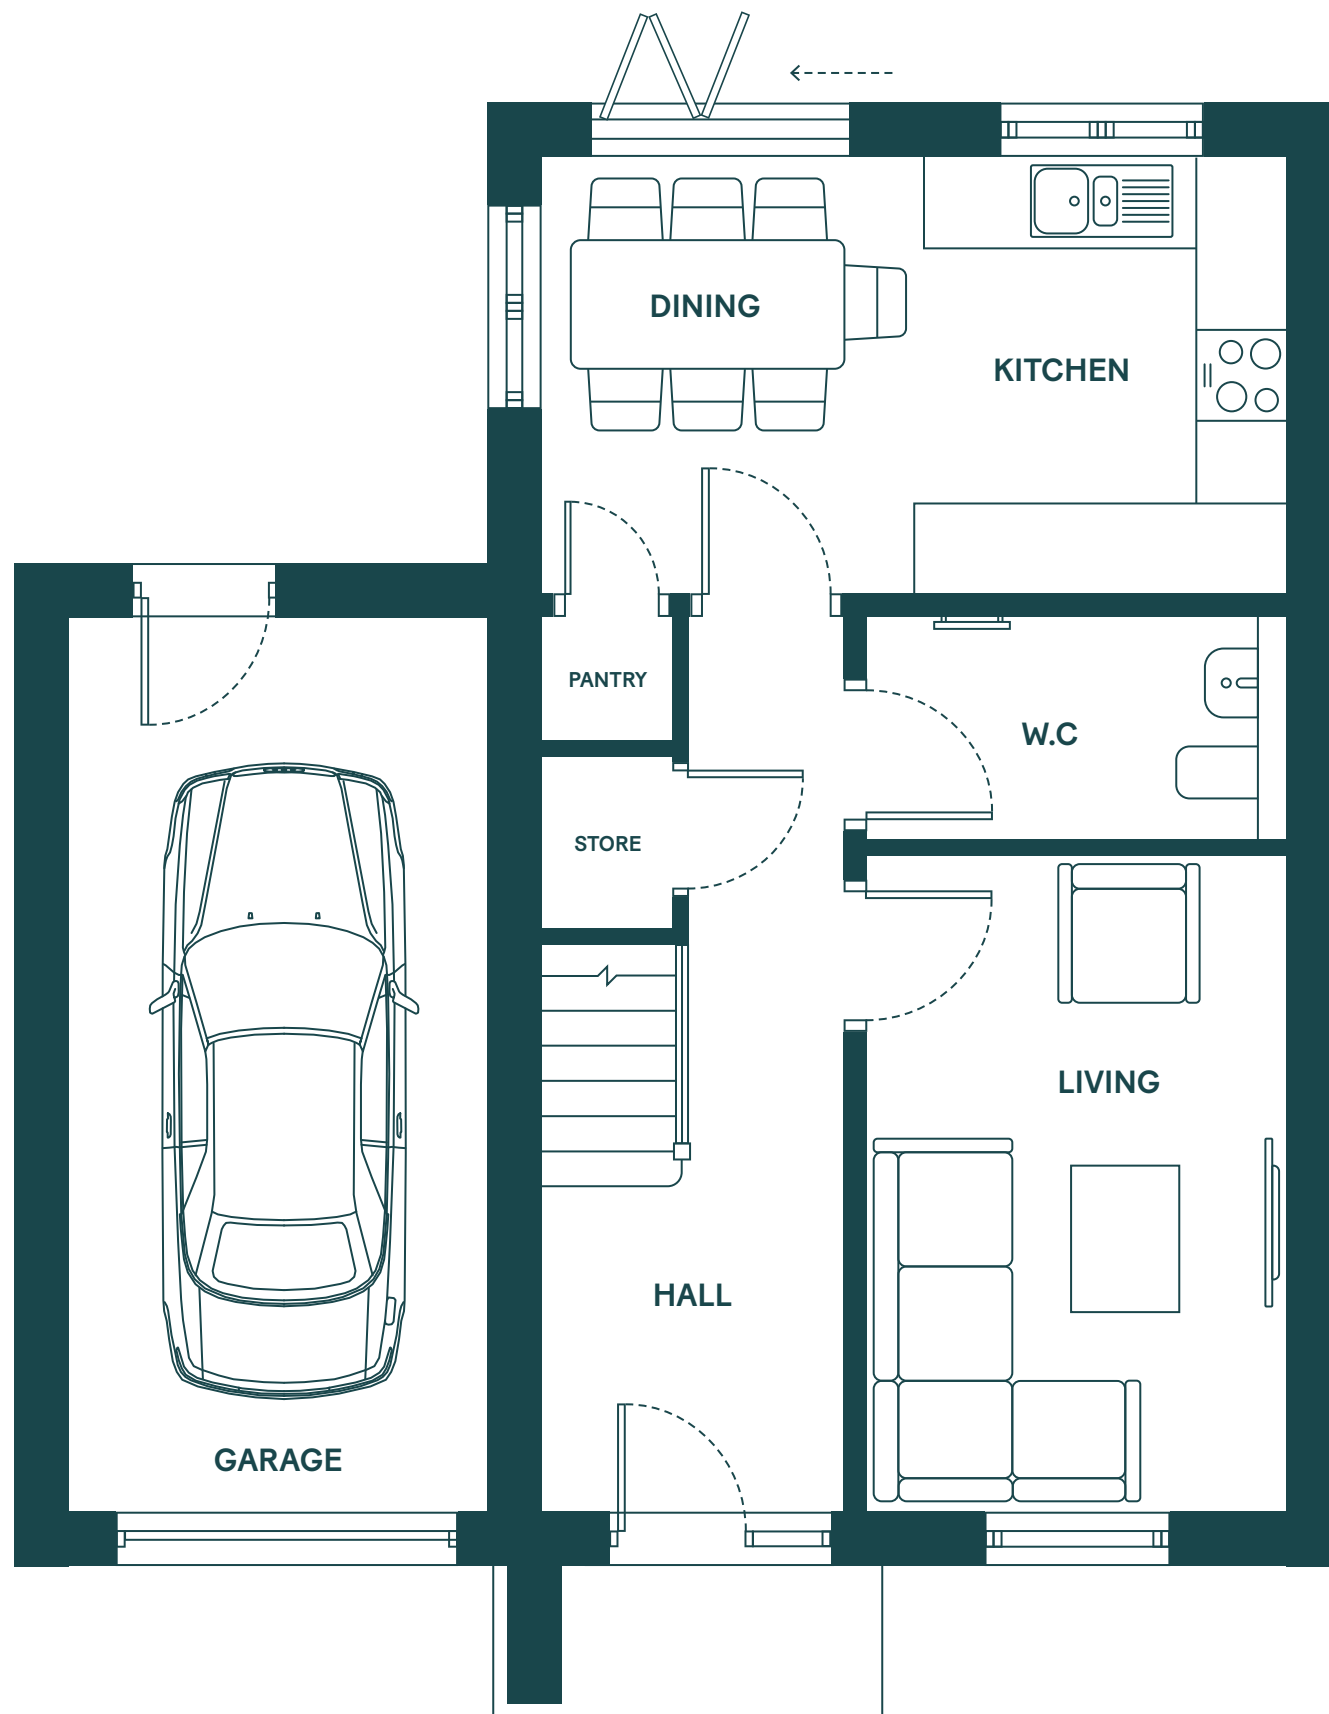 DINING
KITCHEN
PANTRY
W.C
STORE
LIVING
HALL
GARAGE